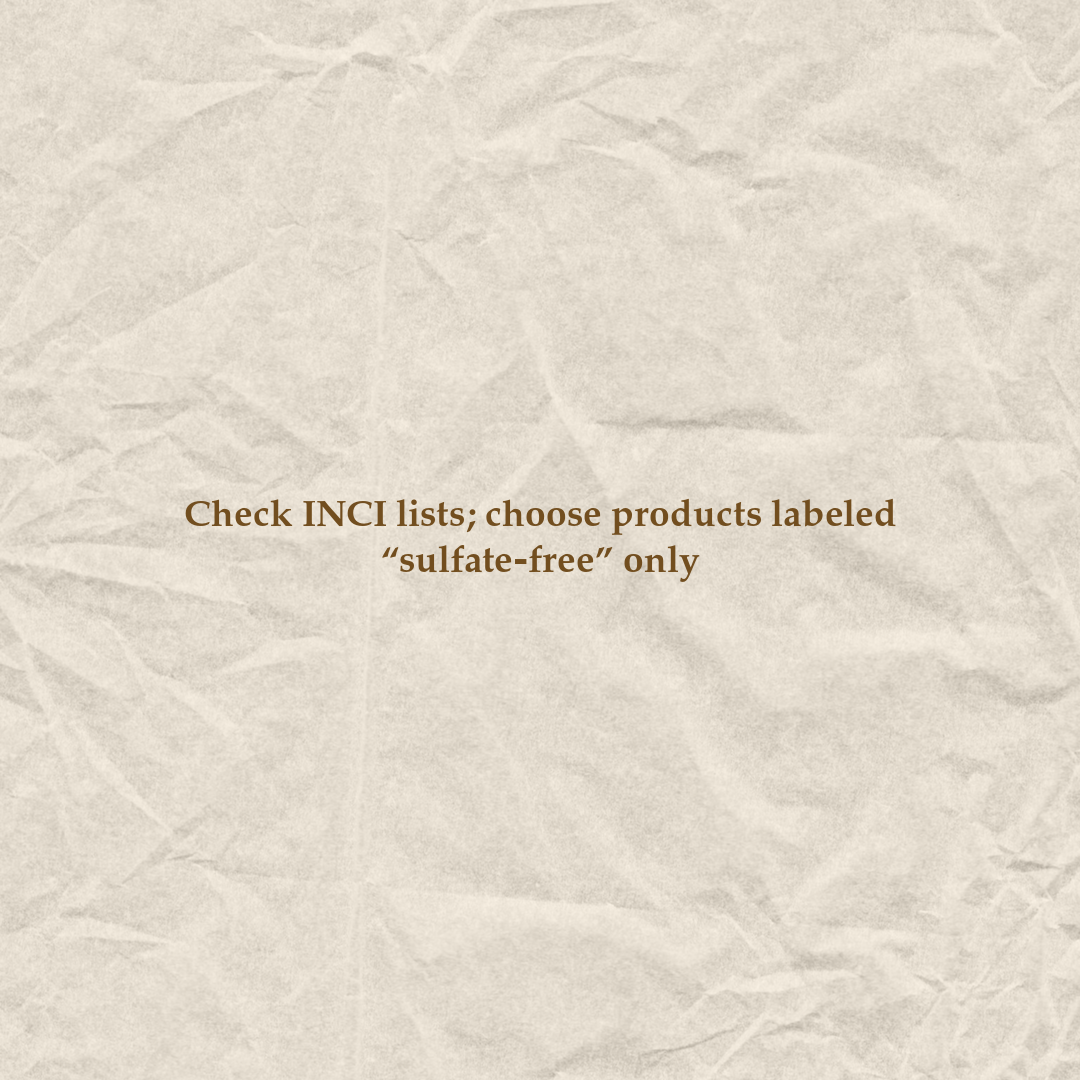 Check INCI lists; choose products labeled
“sulfate-free” only